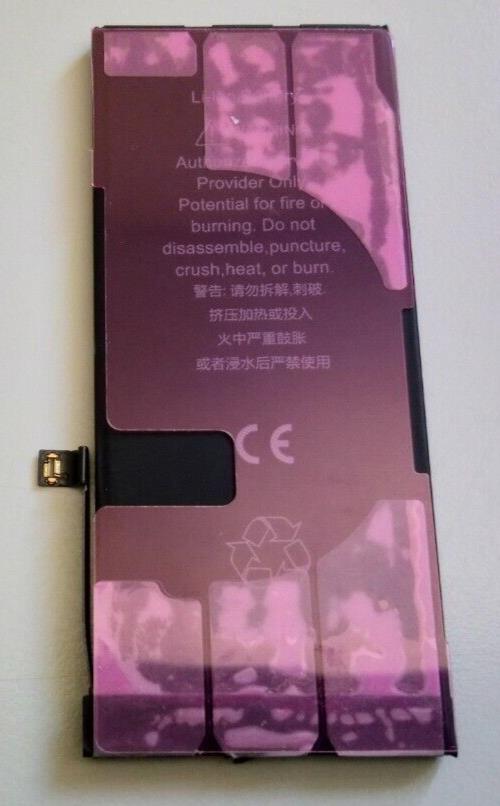 Provider Only
Potential for fire or
burning. Do not
disassemble,puncture,
crush,heat, or burn.
警告: 请勿拆解,刺破.
挤压加热或投入
火中严重鼓胀
或者浸水后严禁使用
CE